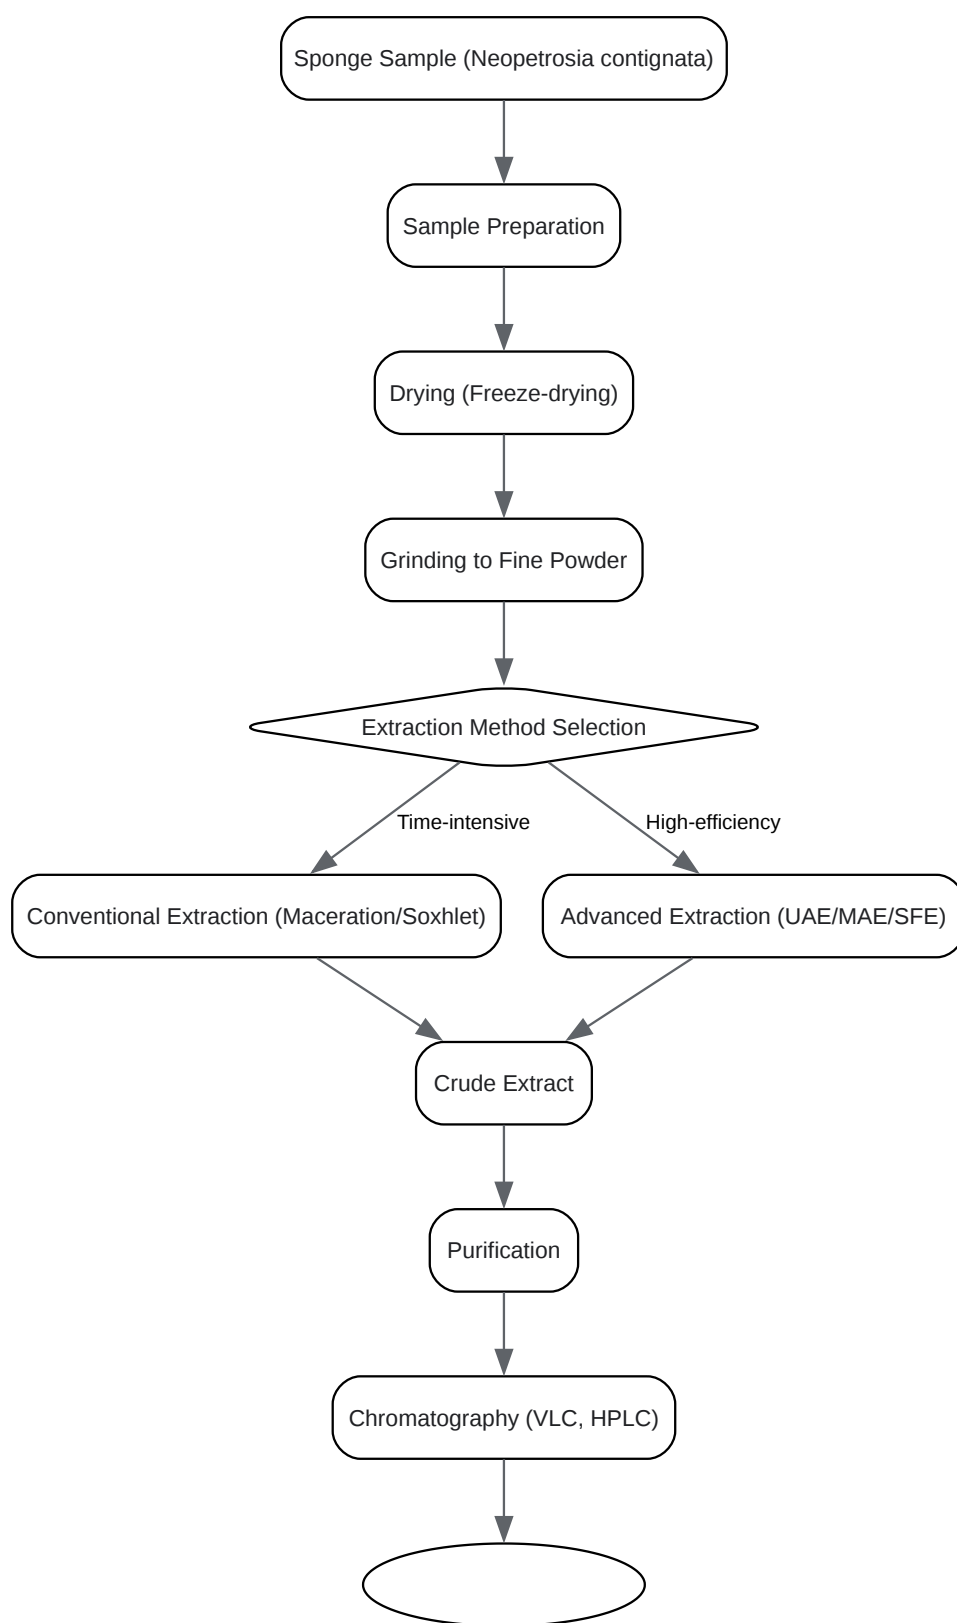 Sponge Sample (Neopetrosia contignata)
Sample Preparation
Drying (Freeze-drying)
Grinding to Fine Powder
Extraction Method Selection
Time-intensive
High-efficiency
Conventional Extraction (Maceration/Soxhlet)
Advanced Extraction (UAE/MAE/SFE)
Crude Extract
Purification
Chromatography (VLC, HPLC)